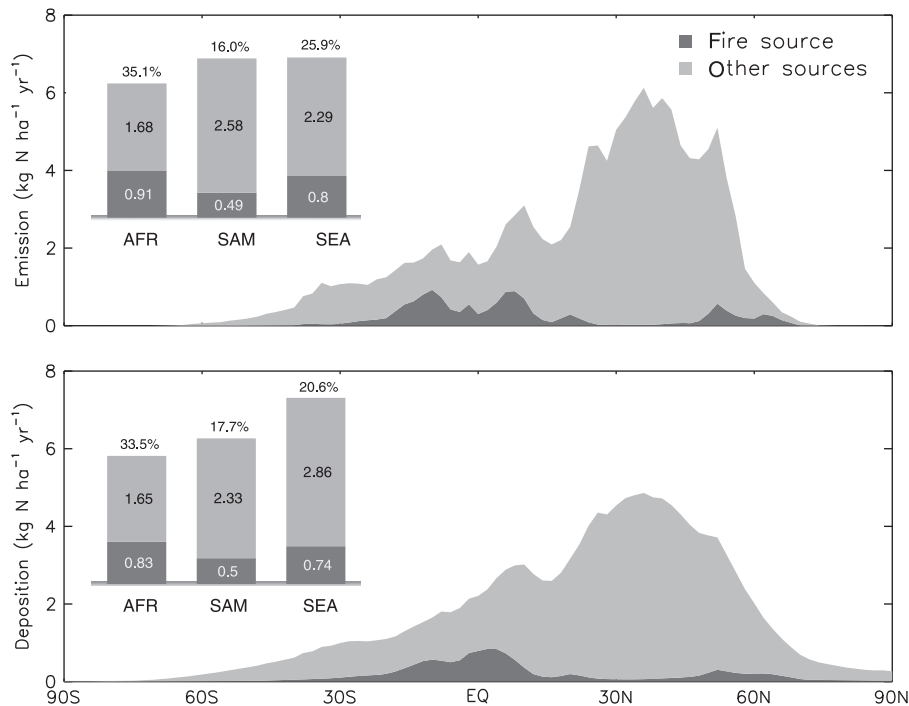 8
6
4
2
0
Emission (kg N ha⁻¹ yr⁻¹)
35.1%
16.0%
25.9%
1.68
2.58
2.29
0.91
0.49
0.8
AFR
SAM
SEA
Fire source
Other sources
8
6
4
2
0
Deposition (kg N ha⁻¹ yr⁻¹)
33.5%
17.7%
20.6%
1.65
2.33
2.86
0.83
0.5
0.74
AFR
SAM
SEA
90S
60S
30S
EQ
30N
60N
90N